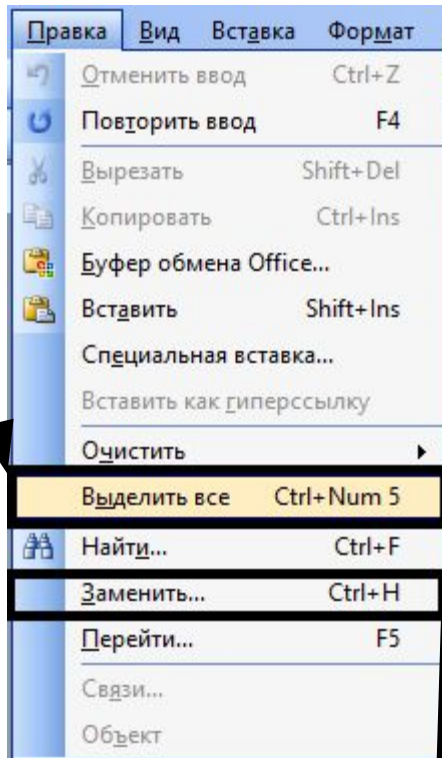 Правка Вид Вставка Формат
Отменить ввод Ctrl+Z
Повторить ввод F4
Вырезать Shift+Del
Копировать Ctrl+Ins
Буфер обмена Office...
Вставить Shift+Ins
Специальная вставка...
Вставить как гиперссылку
Очистить
Выделить все Ctrl+Num 5
Найти... Ctrl+F
Заменить... Ctrl+H
Перейти... F5
Связи...
Объект